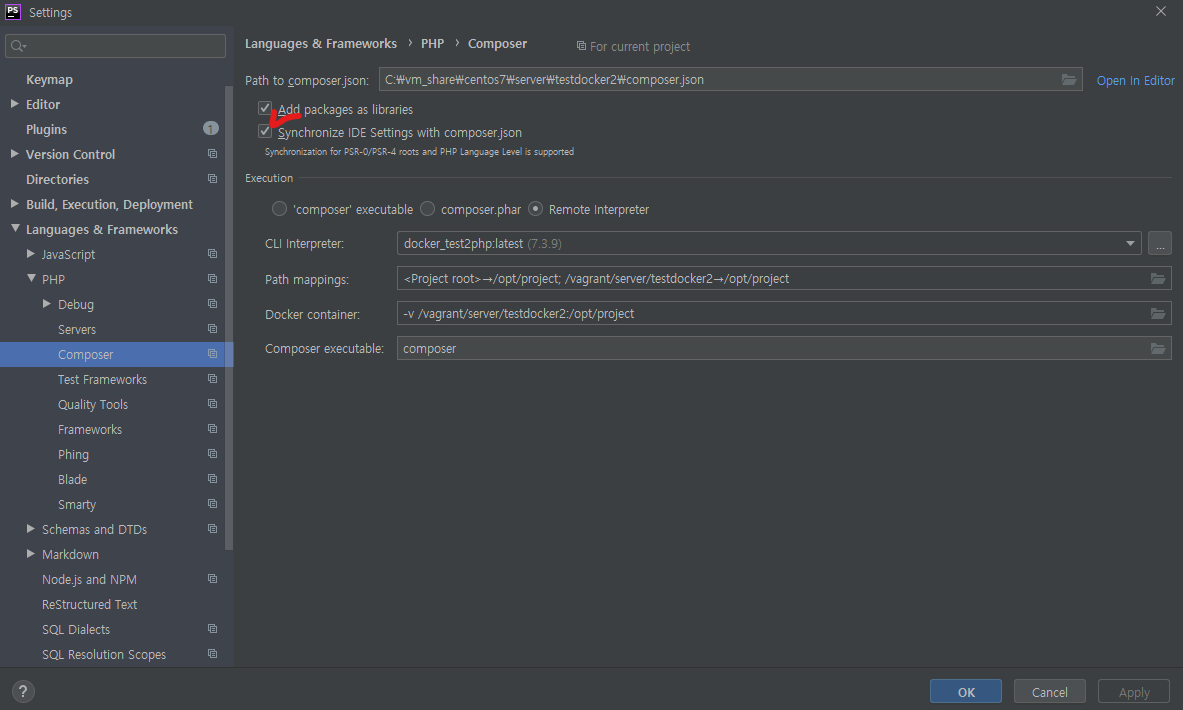 PS Settings
Languages & Frameworks › PHP › Composer For current project
Path to composer.json: C:₩vm_share₩centos7₩server₩testdocker2₩composer.json Open In Editor
Add packages as libraries
Synchronize IDE Settings with composer.json
Synchronization for PSR-0/PSR-4 roots and PHP Language Level is supported
Execution
'composer' executable composer.phar Remote Interpreter
CLI Interpreter: docker_test2php:latest (7.3.9) ...
Path mappings: <Project root>→/opt/project; /vagrant/server/testdocker2→/opt/project
Docker container: -v /vagrant/server/testdocker2:/opt/project
Composer executable: composer
Keymap
Editor
Plugins 1
Version Control
Directories
Build, Execution, Deployment
Languages & Frameworks
JavaScript
PHP
Debug
Servers
Composer
Test Frameworks
Quality Tools
Frameworks
Phing
Blade
Smarty
Schemas and DTDs
Markdown
Node.js and NPM
ReStructured Text
SQL Dialects
SQL Resolution Scopes
? OK Cancel Apply